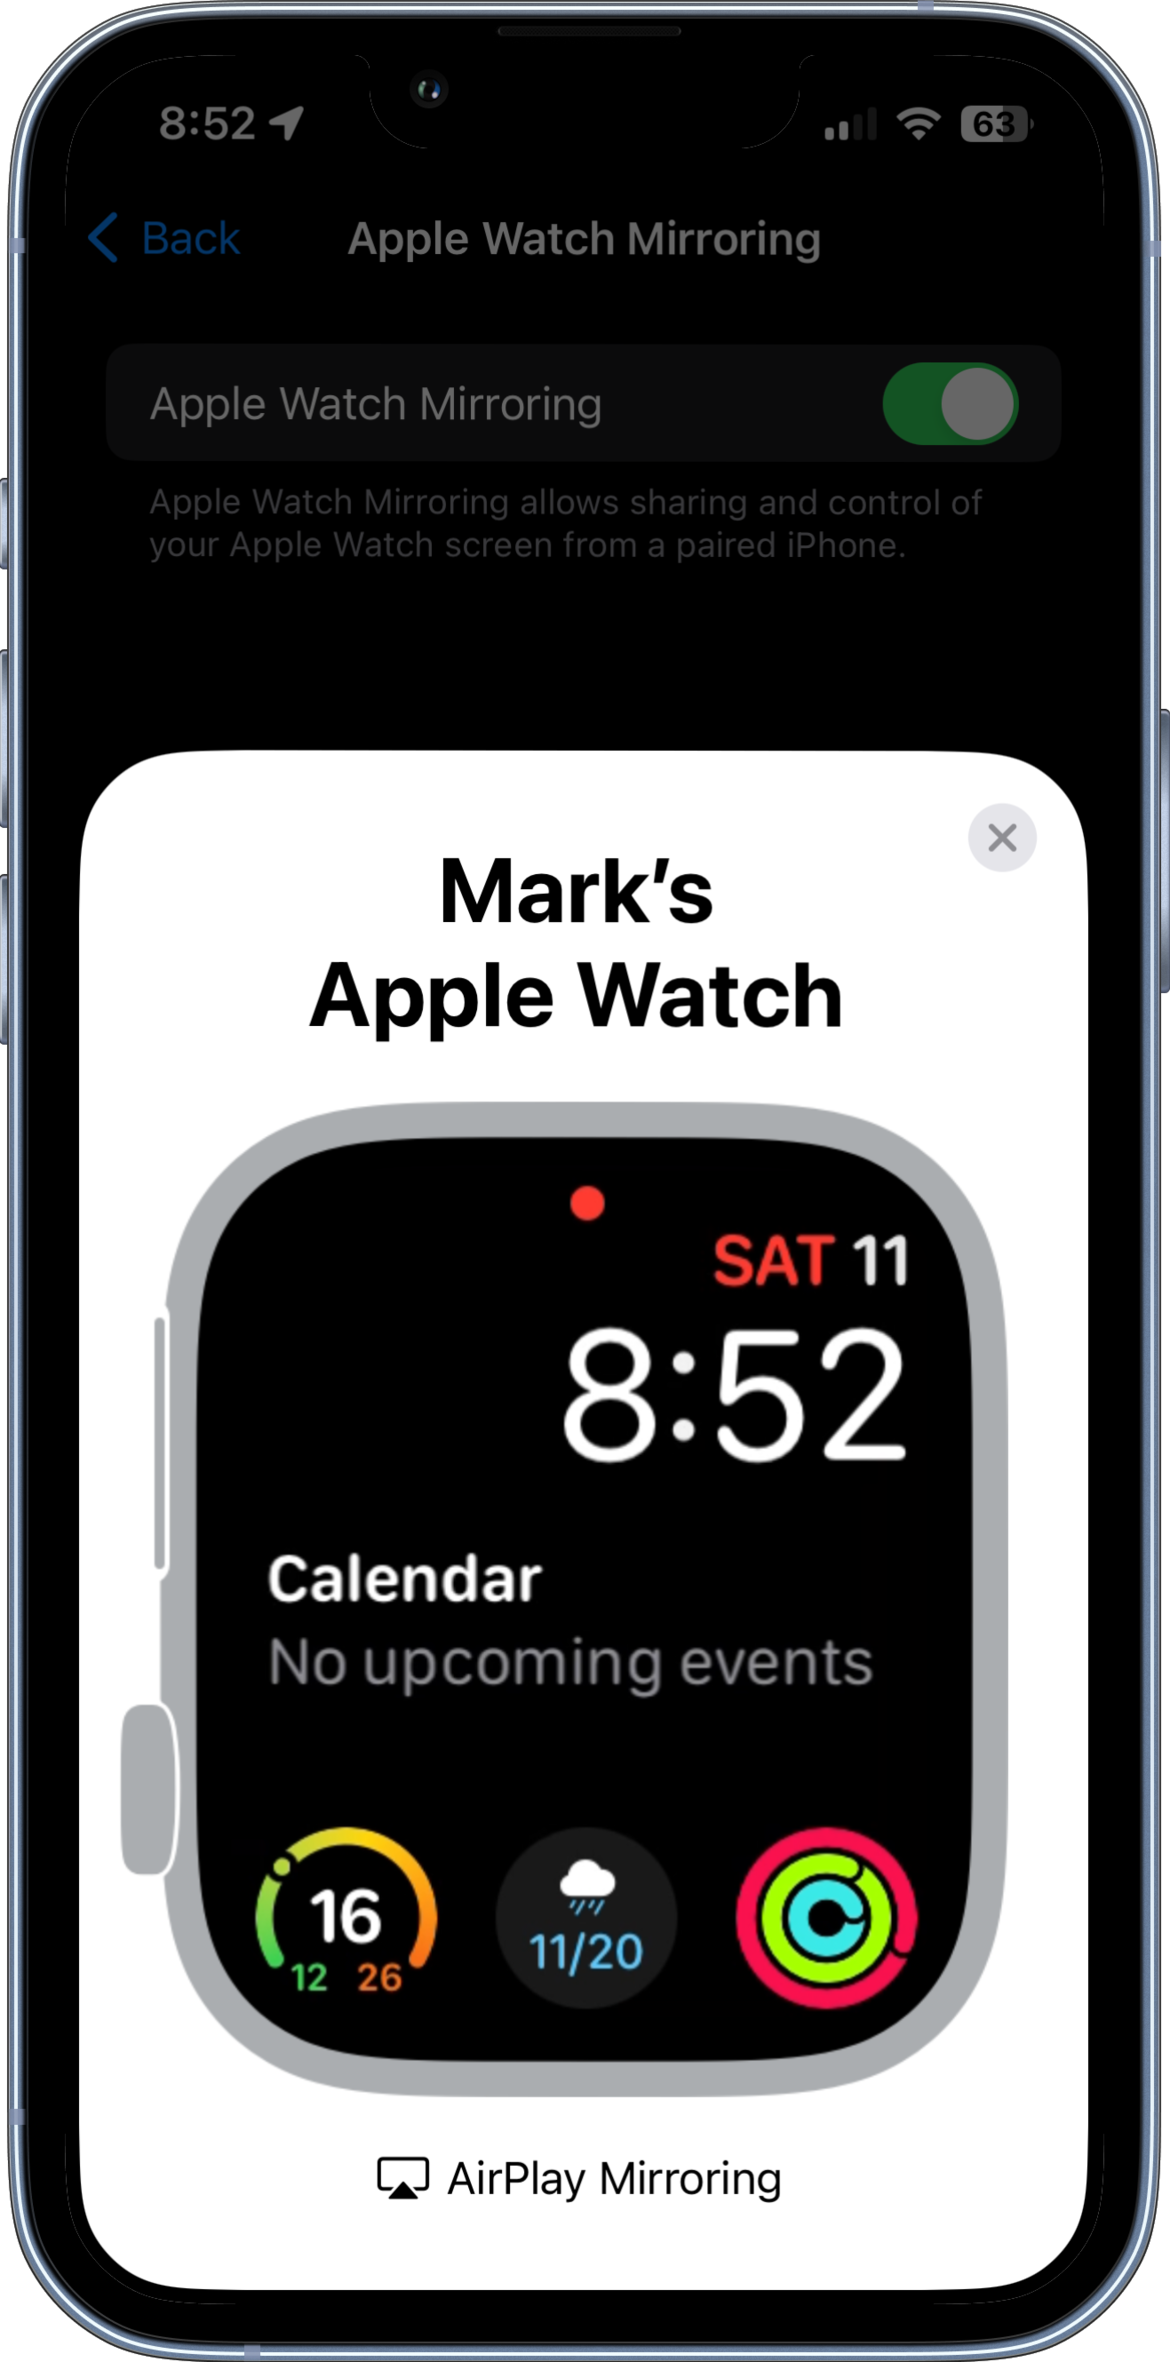 8:52
63
Back
Apple Watch Mirroring
Apple Watch Mirroring
Apple Watch Mirroring allows sharing and control of
your Apple Watch screen from a paired iPhone.
Mark’s
Apple Watch
SAT 11
8:52
Calendar
No upcoming events
16
12 26
11/20
AirPlay Mirroring